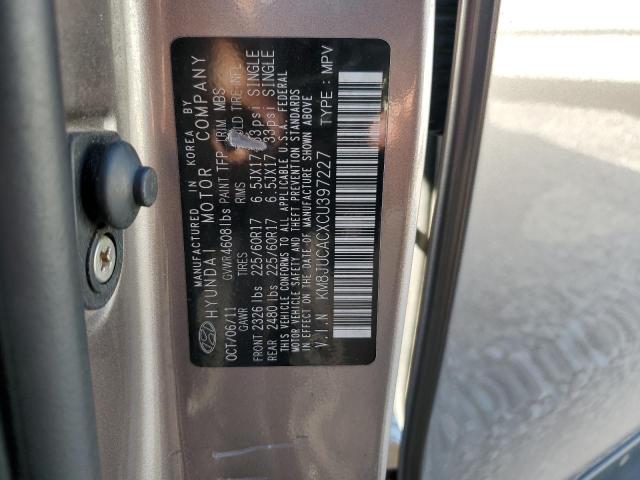 MANUFACTURED IN KOREA BY
HYUNDAI MOTOR COMPANY
OCT/06/11 GVWR 4608lbs PAINT TFP TRIM MBS
GAWR TIRES RIMS COLD TIRE INFL
FRONT 2326 lbs 225/60R17 6.5JX17 33psi SINGLE
REAR 2480 lbs 225/60R17 6.5JX17 33psi SINGLE
THIS VEHICLE CONFORMS TO ALL APPLICABLE U.S.A. FEDERAL
MOTOR VEHICLE SAFETY AND THEFT PREVENTION STANDARDS
IN EFFECT ON THE DATE OF MANUFACTURE SHOWN ABOVE
V.I.N KM8JUCACXCU397227 TYPE : MPV